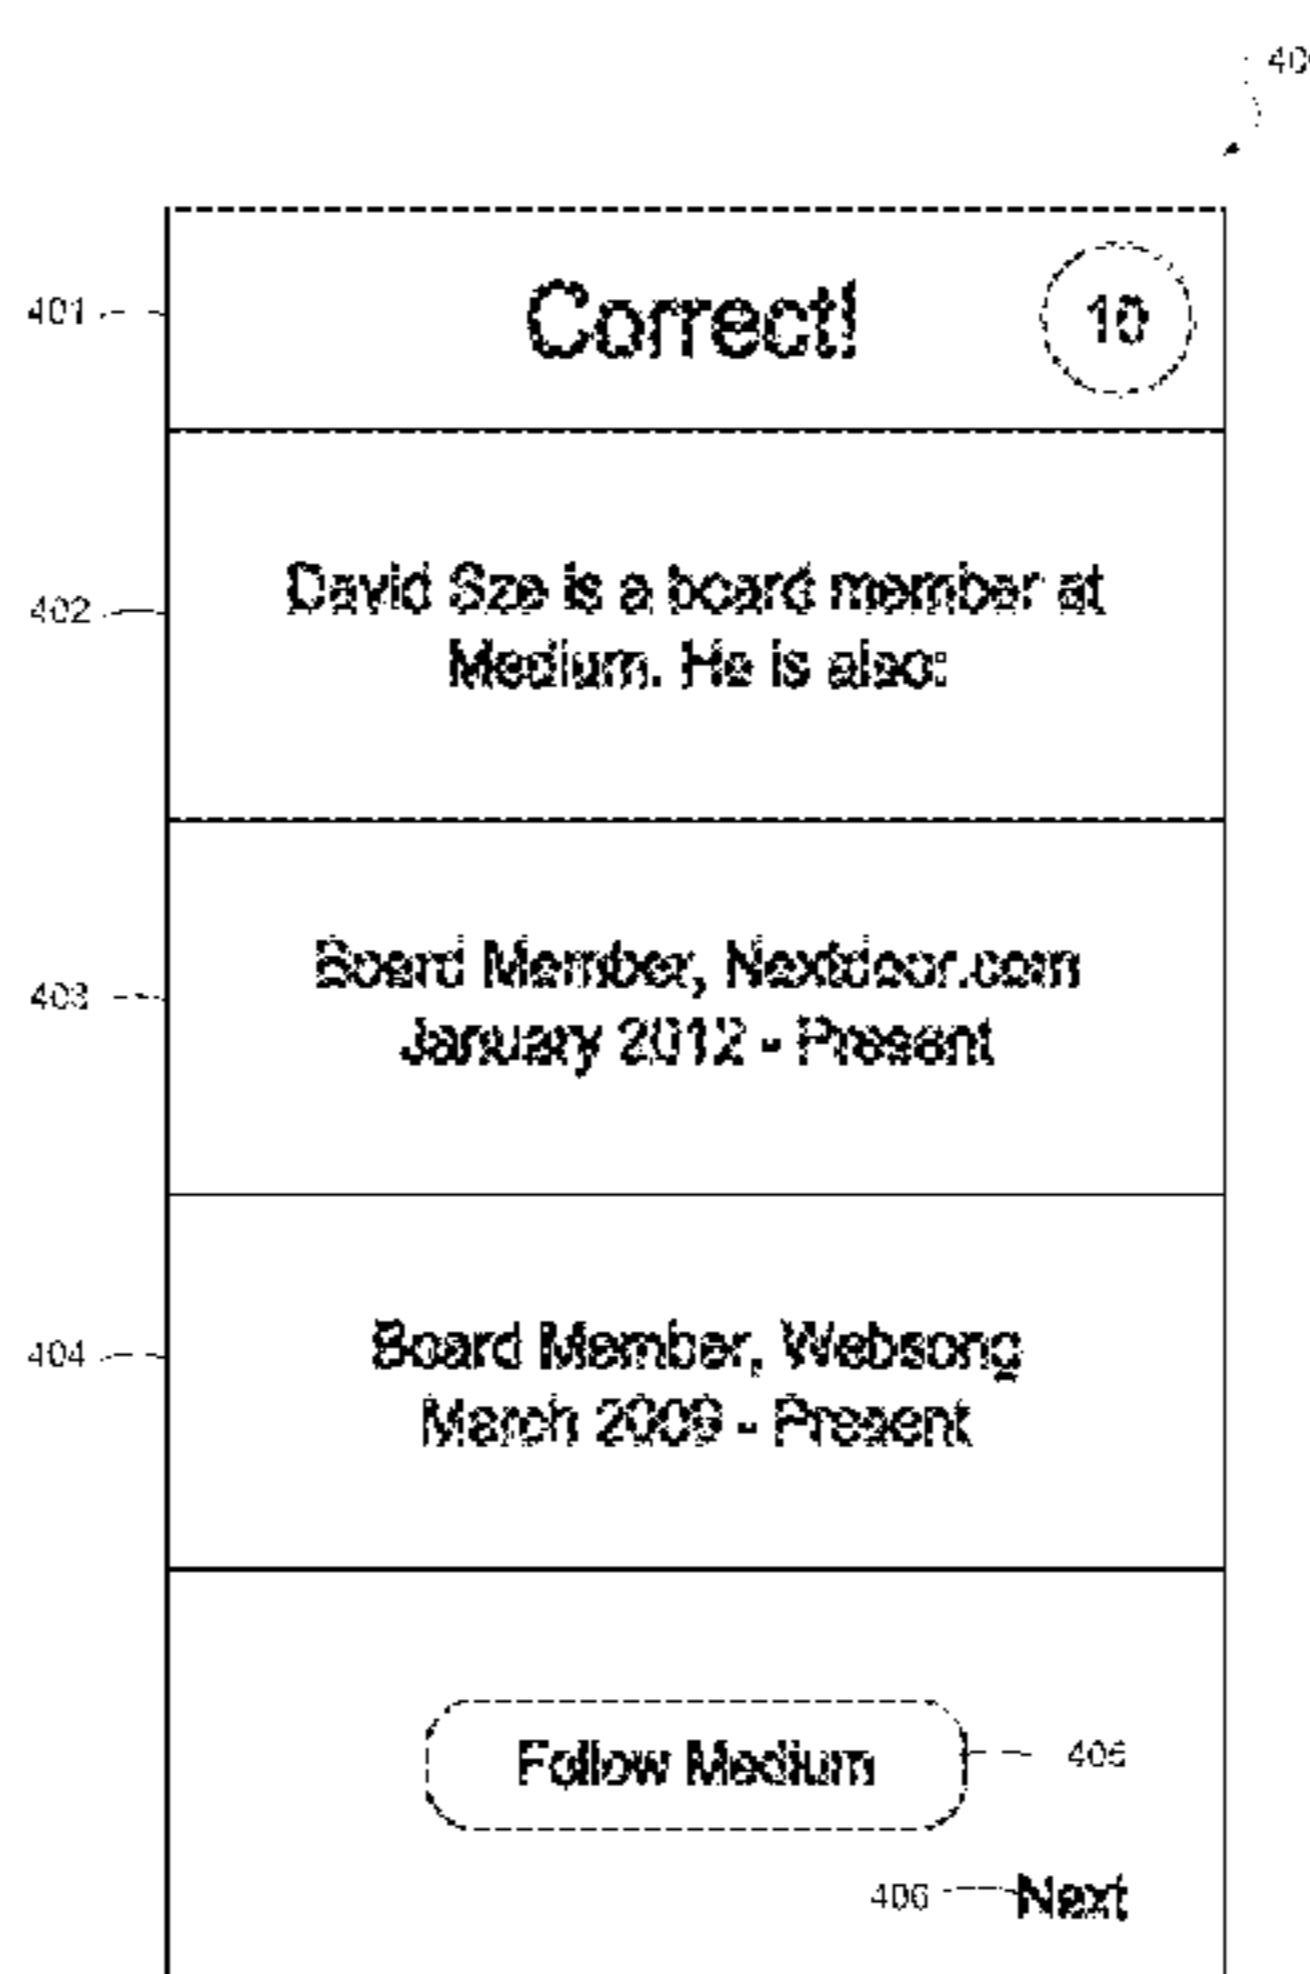 401
Correct!
10
402
David Sze is a board member at
Medium. He is also:
403
Board Member, Nextdoor.com
January 2012 - Present
404
Board Member, Websong
March 2009 - Present
Follow Medium
405
406
Next